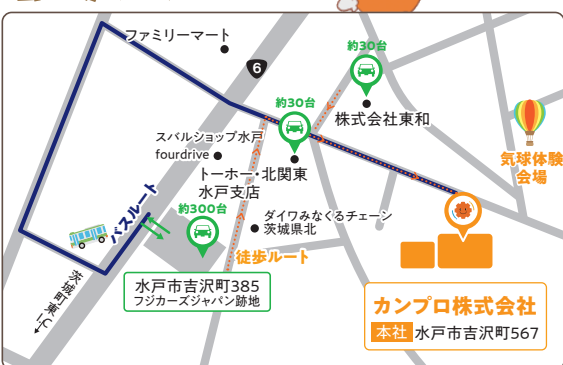 ファミリーマート
6
約30台
株式会社東和
約30台
トーホー・北関東
水戸支店
スバルショップ水戸
fourdrive
気球体験
会場
約300台
ダイワみなくるチェーン
茨城県北
バスルート
徒歩ルート
茨城町東I.C
水戸市吉沢町385
フジカーズジャパン跡地
カンプロ株式会社
本社 水戸市吉沢町567